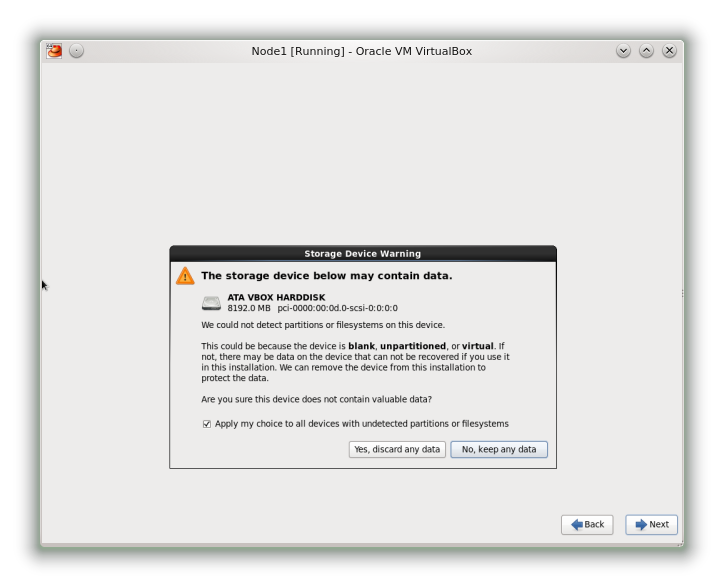 Node1 [Running] - Oracle VM VirtualBox
Storage Device Warning
The storage device below may contain data.
ATA VBOX HARDDISK
8192.0 MB pci-0000:00:0d.0-scsi-0:0:0:0
We could not detect partitions or filesystems on this device.
This could be because the device is blank, unpartitioned, or virtual. If
not, there may be data on the device that can not be recovered if you use it
in this installation. We can remove the device from this installation to
protect the data.
Are you sure this device does not contain valuable data?
Apply my choice to all devices with undetected partitions or filesystems
Yes, discard any data No, keep any data
Back Next